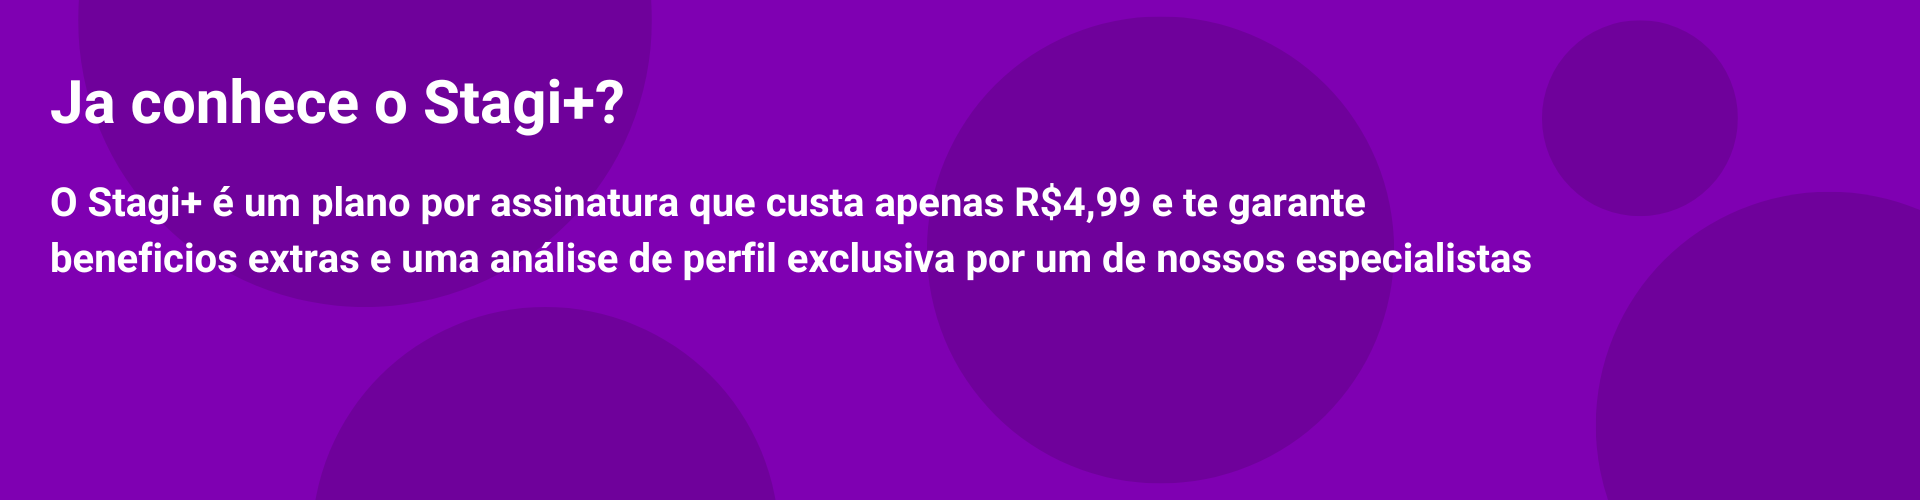 Ja conhece o Stagi+?
O Stagi+ é um plano por assinatura que custa apenas R$4,99 e te garante
beneficios extras e uma análise de perfil exclusiva por um de nossos especialistas